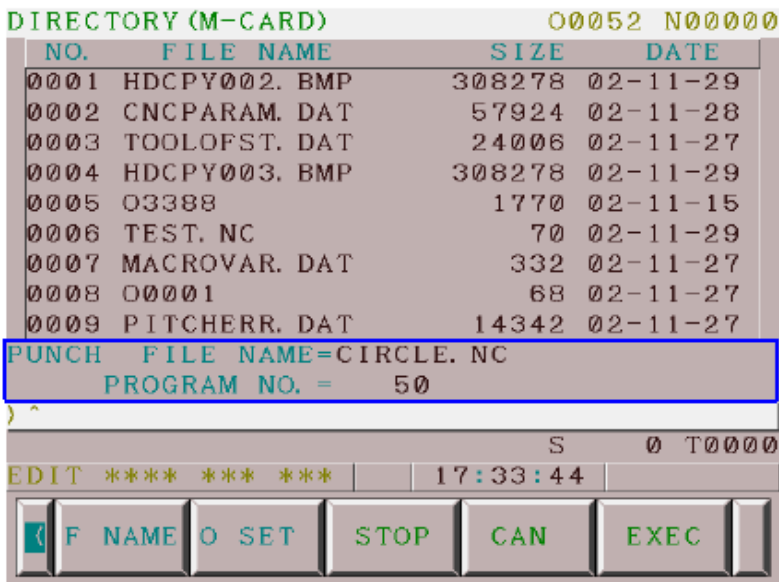 DIRECTORY (M-CARD) O0052 N00000
NO. FILE NAME SIZE DATE
0001 HDCPY002. BMP 308278 02-11-29
0002 CNCPARAM. DAT 57924 02-11-28
0003 TOOLOFST. DAT 24006 02-11-27
0004 HDCPY003. BMP 308278 02-11-29
0005 O3388 1770 02-11-15
0006 TEST. NC 70 02-11-29
0007 MACROVAR. DAT 332 02-11-27
0008 O0001 68 02-11-27
0009 PITCHERR. DAT 14342 02-11-27
PUNCH FILE NAME=CIRCLE. NC
PROGRAM NO. = 50
) ^
S 0 T0000
EDIT **** *** *** 17:33:44
( F NAME O SET STOP CAN EXEC